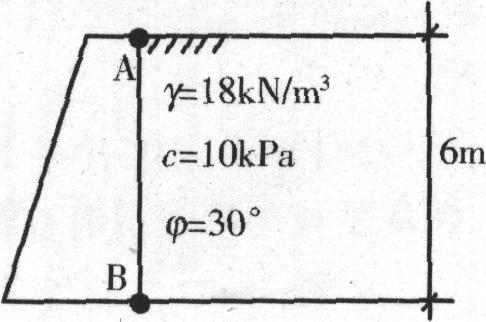 A
γ=18kN/m³
c=10kPa
6m
φ=30°
B